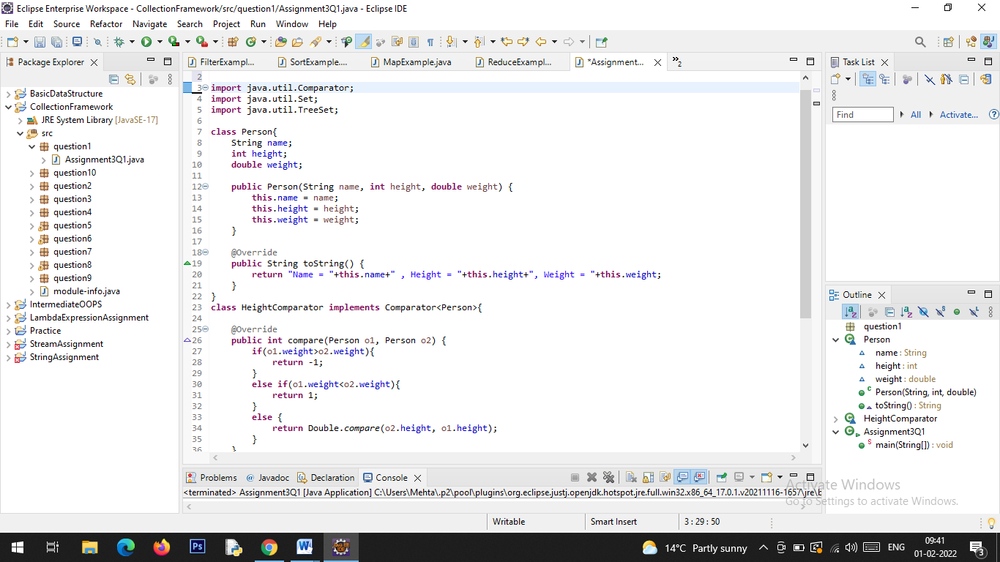 Eclipse Enterprise Workspace - CollectionFramework/src/question1/Assignment3Q1.java - Eclipse IDE
File Edit Source Refactor Navigate Search Project Run Window Help
Package Explorer
BasicDataStructure
CollectionFramework
JRE System Library [JavaSE-17]
src
question1
Assignment3Q1.java
question10
question2
question3
question4
question5
question6
question7
question8
question9
module-info.java
IntermediateOOPS
LambdaExpressionAssignment
Practice
StreamAssignment
StringAssignment
FilterExampl... SortExample.... MapExample.java ReduceExampl... *Assignment... »2
2
3 import java.util.Comparator;
4 import java.util.Set;
5 import java.util.TreeSet;
6
7 class Person{
8 String name;
9 int height;
10 double weight;
11
12 public Person(String name, int height, double weight) {
13 this.name = name;
14 this.height = height;
15 this.weight = weight;
16 }
17
18 @Override
19 public String toString() {
20 return "Name = "+this.name+" , Height = "+this.height+", Weight = "+this.weight;
21 }
22 }
23 class HeightComparator implements Comparator<Person>{
24
25 @Override
26 public int compare(Person o1, Person o2) {
27 if(o1.weight>o2.weight){
28 return -1;
29 }
30 else if(o1.weight<o2.weight){
31 return 1;
32 }
33 else {
34 return Double.compare(o2.height, o1.height);
35 }
36 }
Problems @ Javadoc Declaration Console
<terminated> Assignment3Q1 [Java Application] C:\Users\Mehta\.p2\pool\plugins\org.eclipse.justj.openjdk.hotspot.jre.full.win32.x86_64_17.0.1.v20211116-1657\jre\b
Task List
Find All Activate...
Outline
question1
Person
name : String
height : int
weight : double
Person(String, int, double)
toString() : String
HeightComparator
Assignment3Q1
main(String[]) : void
Activate Windows
Go to Settings to activate Windows.
Writable Smart Insert 3 : 29 : 50
Ps
W
14°C Partly sunny ENG
09:41
01-02-2022
3